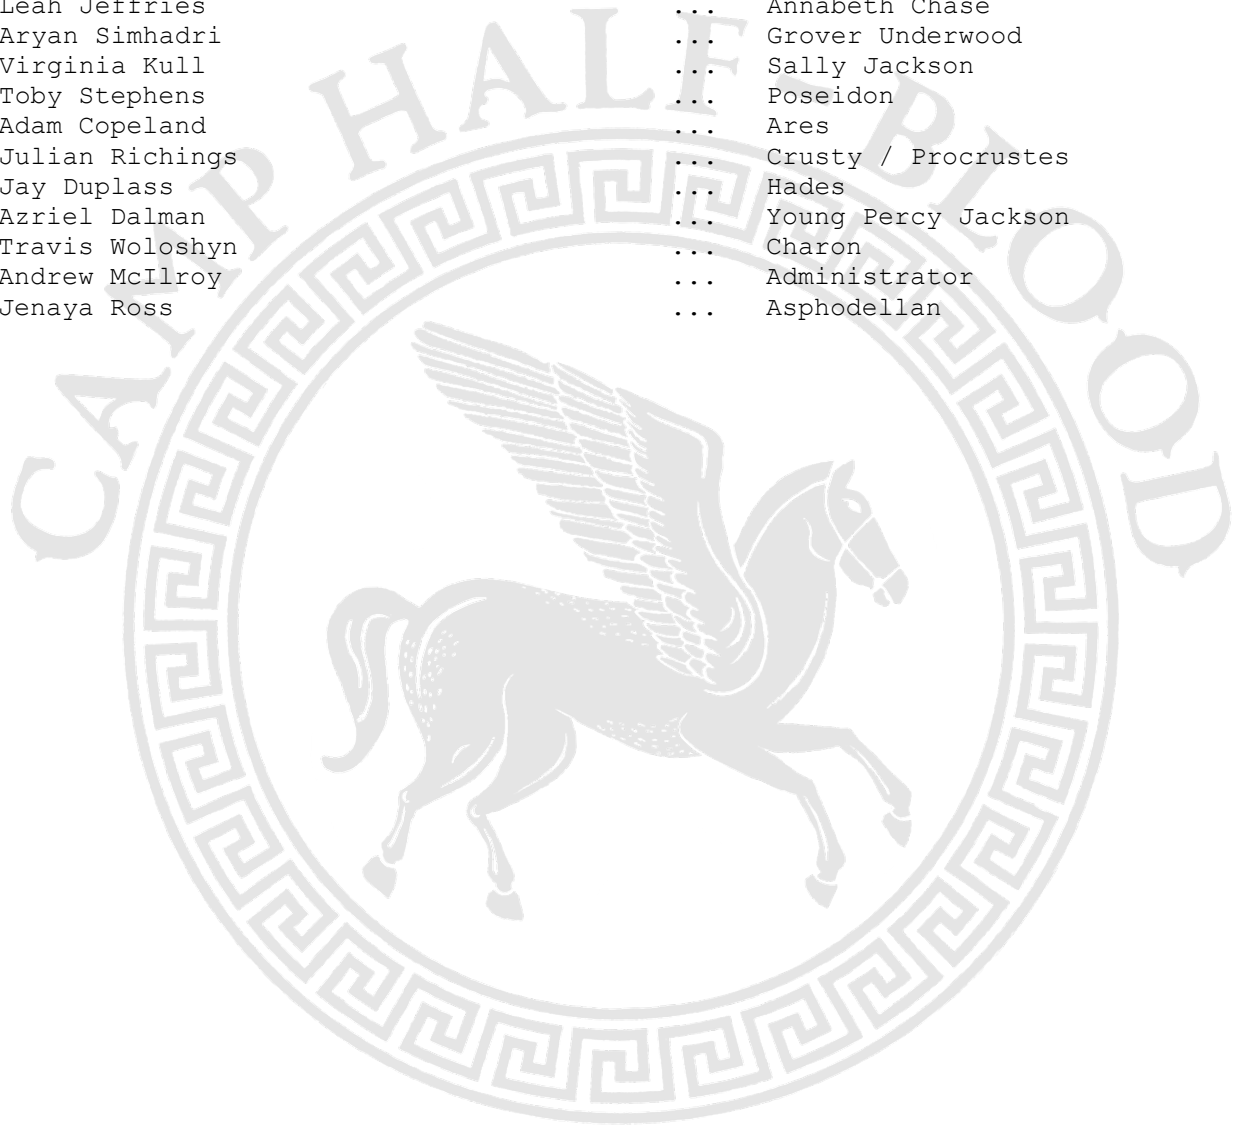 Leah Jeffries ... Annabeth Chase
Aryan Simhadri ... Grover Underwood
Virginia Kull ... Sally Jackson
Toby Stephens ... Poseidon
Adam Copeland ... Ares
Julian Richings ... Crusty / Procrustes
Jay Duplass ... Hades
Azriel Dalman ... Young Percy Jackson
Travis Woloshyn ... Charon
Andrew McIlroy ... Administrator
Jenaya Ross ... Asphodellan
CAMP HALF-BLOOD